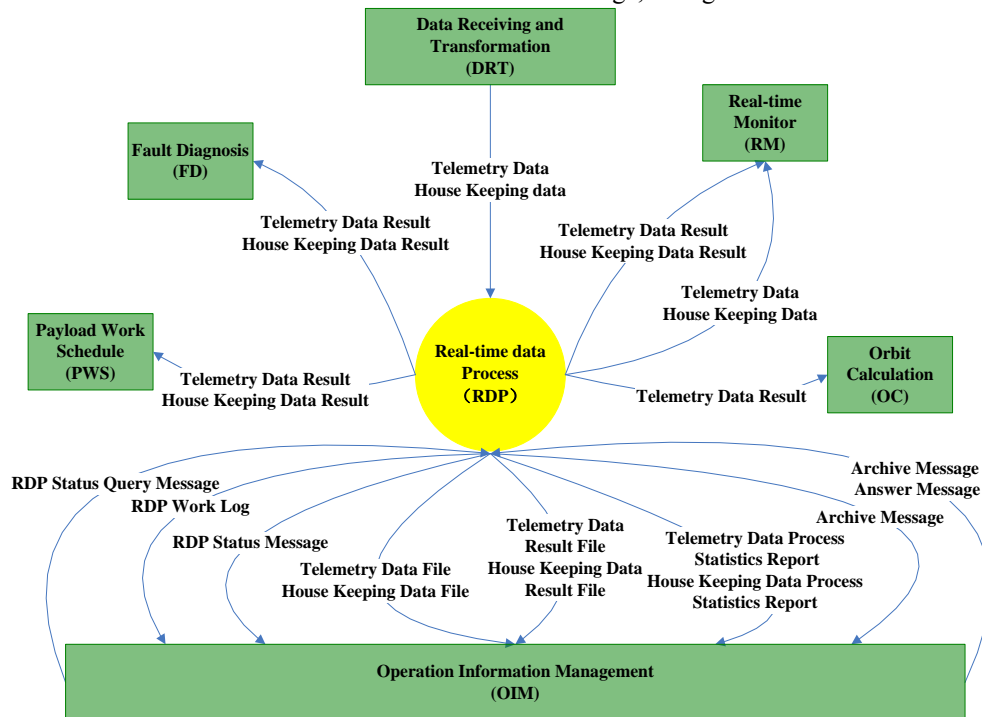 Data Receiving and
Transformation
(DRT)
Real-time
Monitor
(RM)
Fault Diagnosis
(FD)
Telemetry Data
House Keeping data
Telemetry Data Result
House Keeping Data Result
Telemetry Data Result
House Keeping Data Result
Telemetry Data
House Keeping Data
Payload Work
Schedule
(PWS)
Real-time data
Process
（RDP）
Orbit
Calculation
(OC)
Telemetry Data Result
House Keeping Data Result
Telemetry Data Result
RDP Status Query Message
RDP Work Log
RDP Status Message
Telemetry Data File
House Keeping Data File
Telemetry Data
Result File
House Keeping Data
Result File
Telemetry Data Process
Statistics Report
House Keeping Data Process
Statistics Report
Archive Message
Answer Message
Archive Message
Operation Information Management
(OIM)